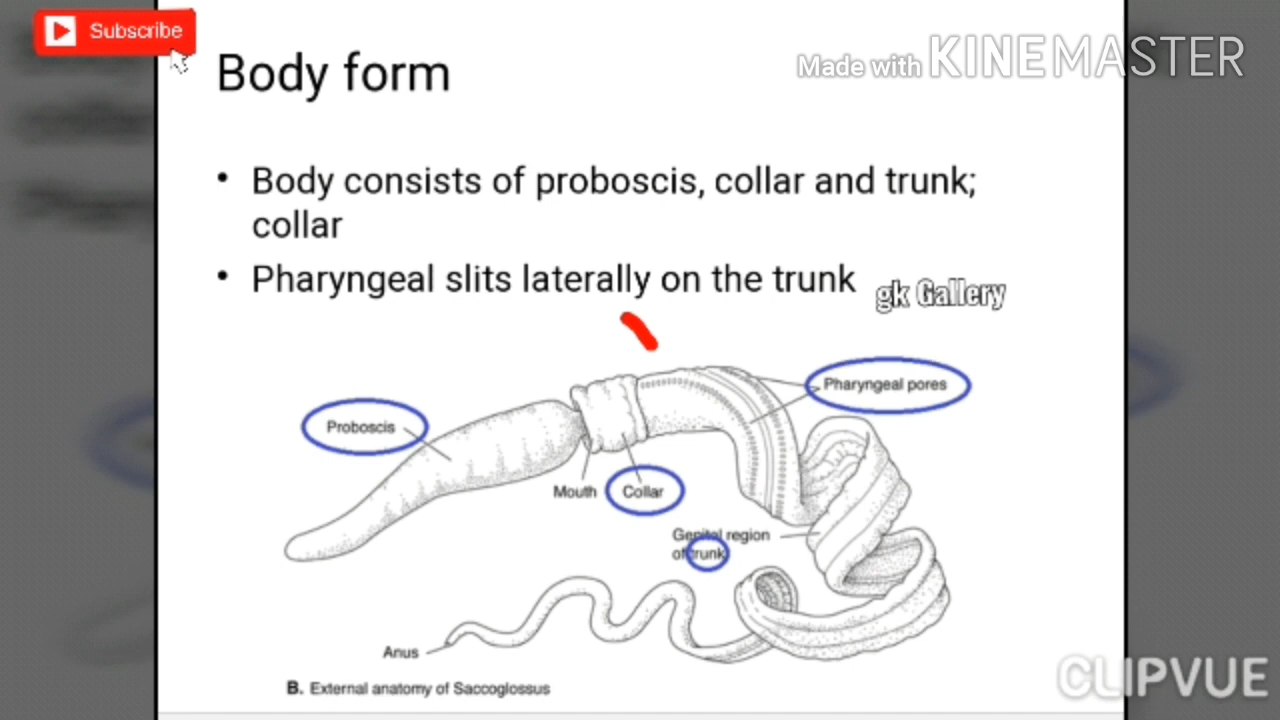 Subscribe
Made with KINEMASTER
Body form
• Body consists of proboscis, collar and trunk;
collar
• Pharyngeal slits laterally on the trunk
gk Gallery
Pharyngeal pores
Proboscis
Mouth
Collar
Genital region
of trunk
Anus
B. External anatomy of Saccoglossus
CLIPVUE